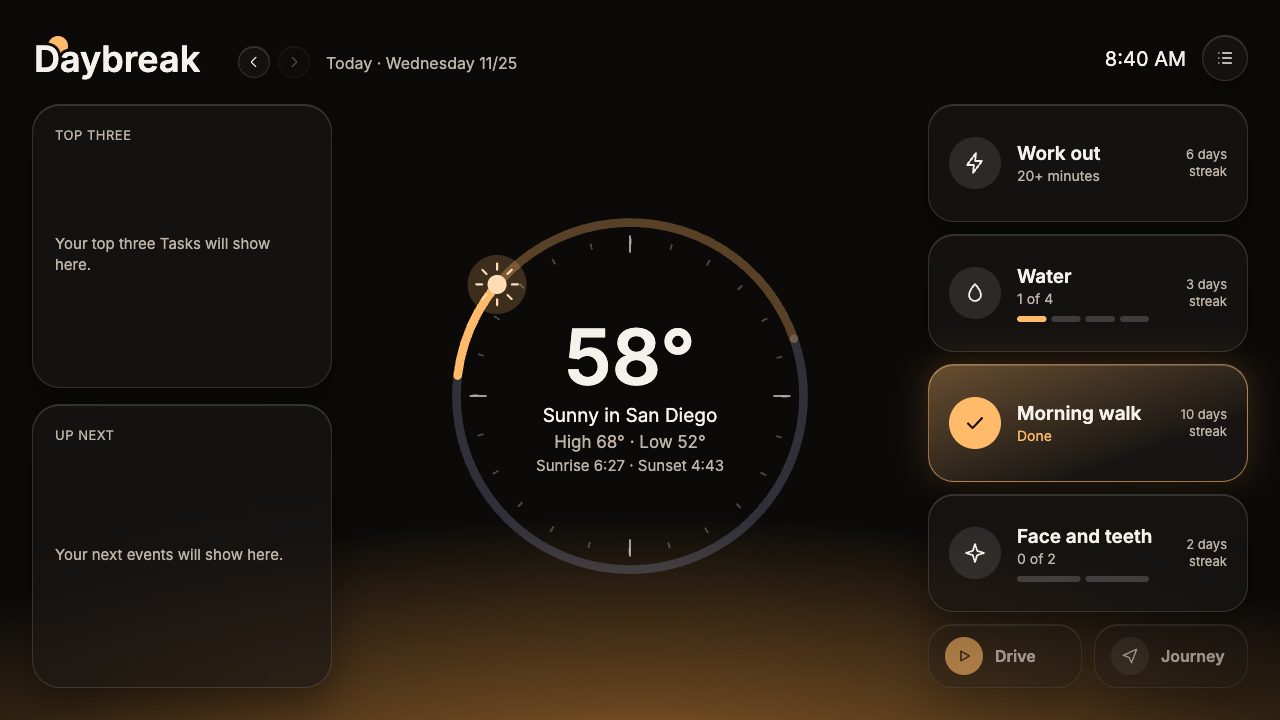 Daybreak
Today · Wednesday 11/25
8:40 AM
TOP THREE
Your top three Tasks will show
here.
UP NEXT
Your next events will show here.
58°
Sunny in San Diego
High 68° · Low 52°
Sunrise 6:27 · Sunset 4:43
Work out
20+ minutes
6 days
streak
Water
1 of 4
3 days
streak
Morning walk
Done
10 days
streak
Face and teeth
0 of 2
2 days
streak
Drive
Journey